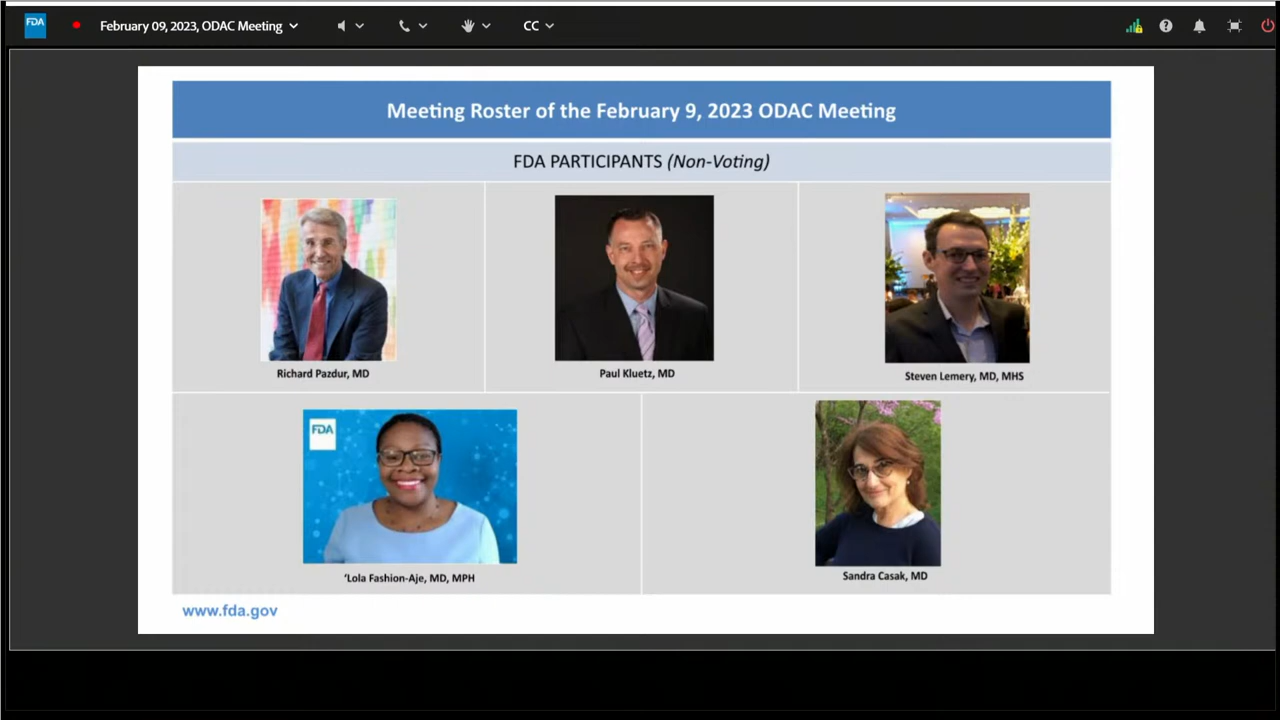 FDA
February 09, 2023, ODAC Meeting
CC
Meeting Roster of the February 9, 2023 ODAC Meeting
FDA PARTICIPANTS (Non-Voting)
Richard Pazdur, MD
Paul Kluetz, MD
Steven Lemery, MD, MHS
FDA
‘Lola Fashion-Aje, MD, MPH
Sandra Casak, MD
www.fda.gov